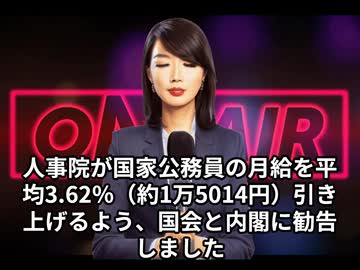 ON AIR
人事院が国家公務員の月給を平
均3.62%（約1万5014円）引き
上げるよう、国会と内閣に勧告
しました